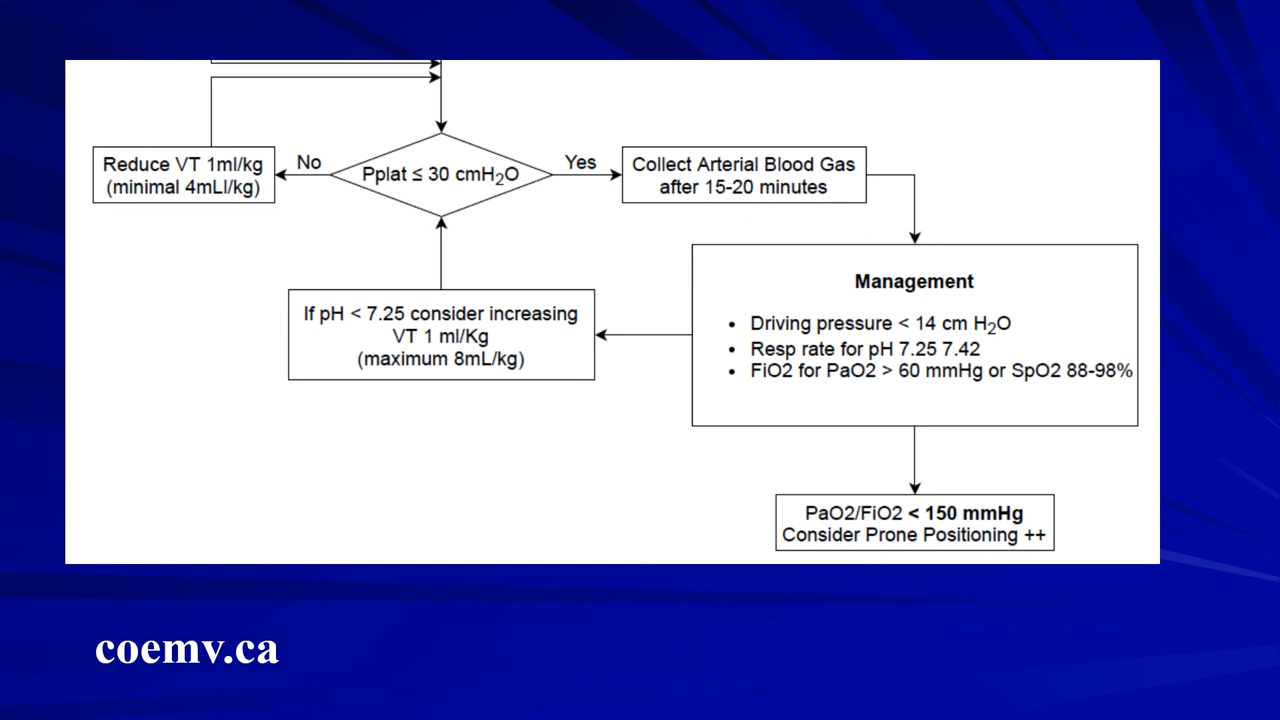 Reduce VT 1ml/kg
(minimal 4mLl/kg)
No
Pplat ≤ 30 cmH₂O
Yes
Collect Arterial Blood Gas
after 15-20 minutes
Management
• Driving pressure < 14 cm H₂O
• Resp rate for pH 7.25 7.42
• FiO2 for PaO2 > 60 mmHg or SpO2 88-98%
If pH < 7.25 consider increasing
VT 1 ml/Kg
(maximum 8mL/kg)
PaO2/FiO2 < 150 mmHg
Consider Prone Positioning ++
coemv.ca